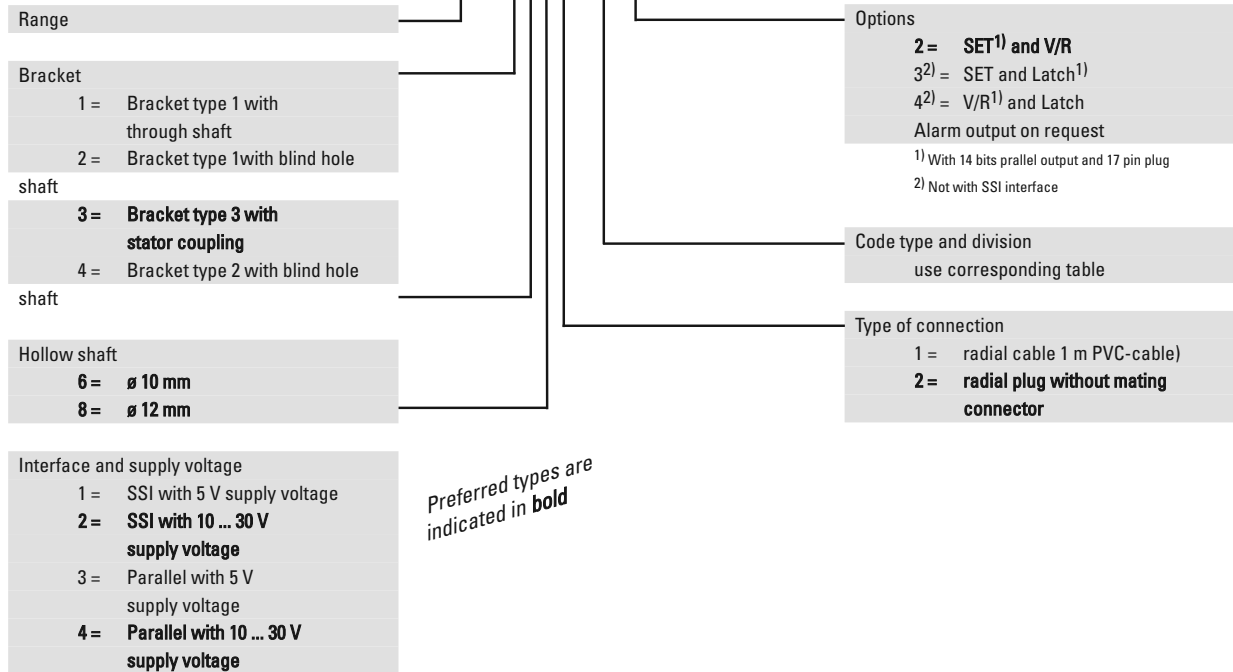 Range
Bracket
1 = Bracket type 1 with
through shaft
2 = Bracket type 1with blind hole
shaft
3 = Bracket type 3 with
stator coupling
4 = Bracket type 2 with blind hole
shaft
Hollow shaft
6 = ø 10 mm
8 = ø 12 mm
Interface and supply voltage
1 = SSI with 5 V supply voltage
2 = SSI with 10 ... 30 V
supply voltage
3 = Parallel with 5 V
supply voltage
4 = Parallel with 10 ... 30 V
supply voltage
Preferred types are
indicated in bold
Options
2 = SET1) and V/R
32) = SET and Latch1)
42) = V/R1) and Latch
Alarm output on request
1) With 14 bits prallel output and 17 pin plug
2) Not with SSI interface
Code type and division
use corresponding table
Type of connection
1 = radial cable 1 m PVC-cable)
2 = radial plug without mating
connector